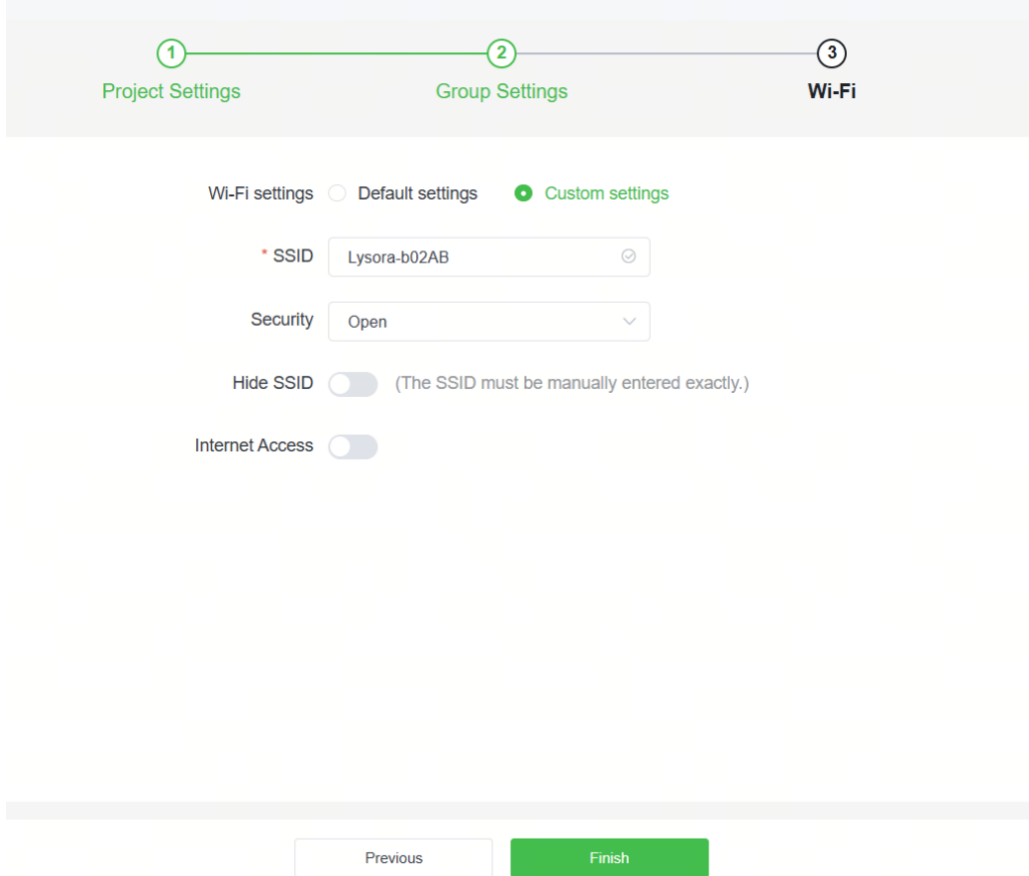 1
2
3
Project Settings
Group Settings
Wi-Fi
Wi-Fi settings Default settings Custom settings
* SSID Lysora-b02AB
Security Open
Hide SSID (The SSID must be manually entered exactly.)
Internet Access
Previous
Finish